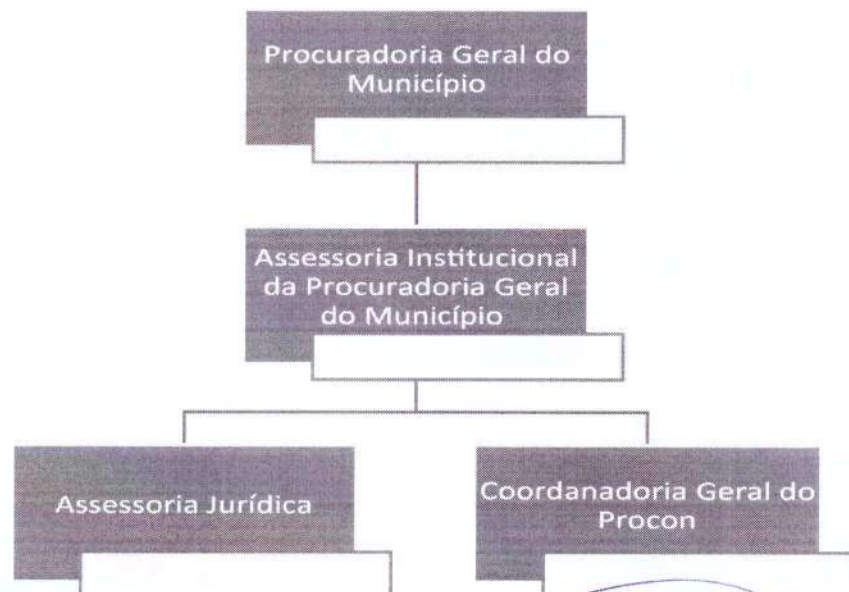 Procuradoria Geral do
Município
Assessoria Institucional
da Procuradoria Geral
do Município
Assessoria Jurídica
Coordanadoria Geral do
Procon